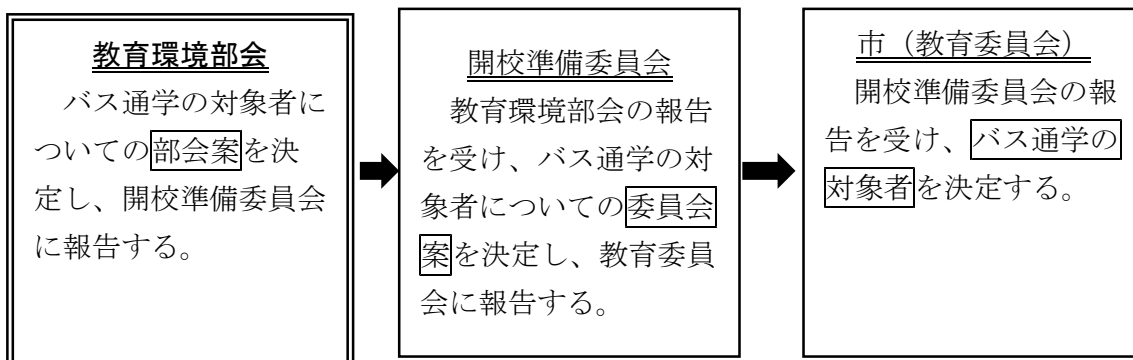 教育環境部会
バス通学の対象者に
ついての部会案を決
定し、開校準備委員会
に報告する。
開校準備委員会
教育環境部会の報告
を受け、バス通学の対
象者についての委員会
案を決定し、教育委員
会に報告する。
市（教育委員会）
開校準備委員会の報
告を受け、バス通学の
対象者を決定する。